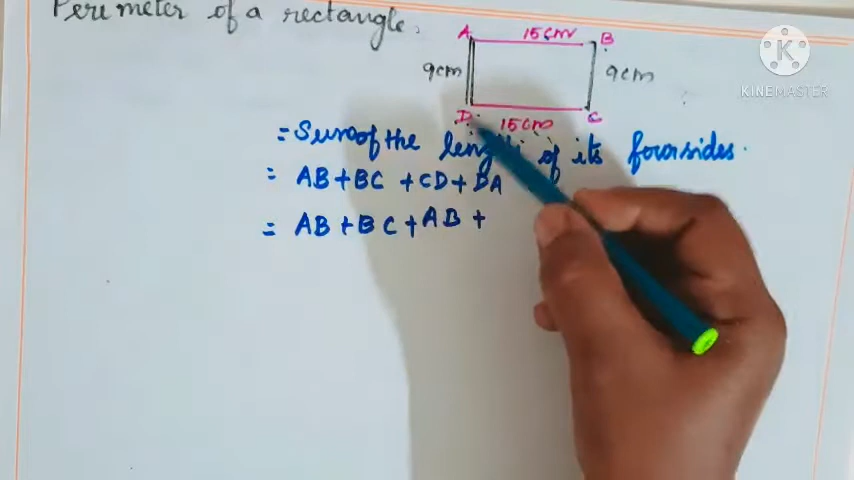 Perimeter of a rectangle.
A 15cm B
9cm 9cm
D 15cm C
= Sum of the length of its four sides.
= AB + BC + CD + DA
= AB + BC + AB +
K
KINEMASTER